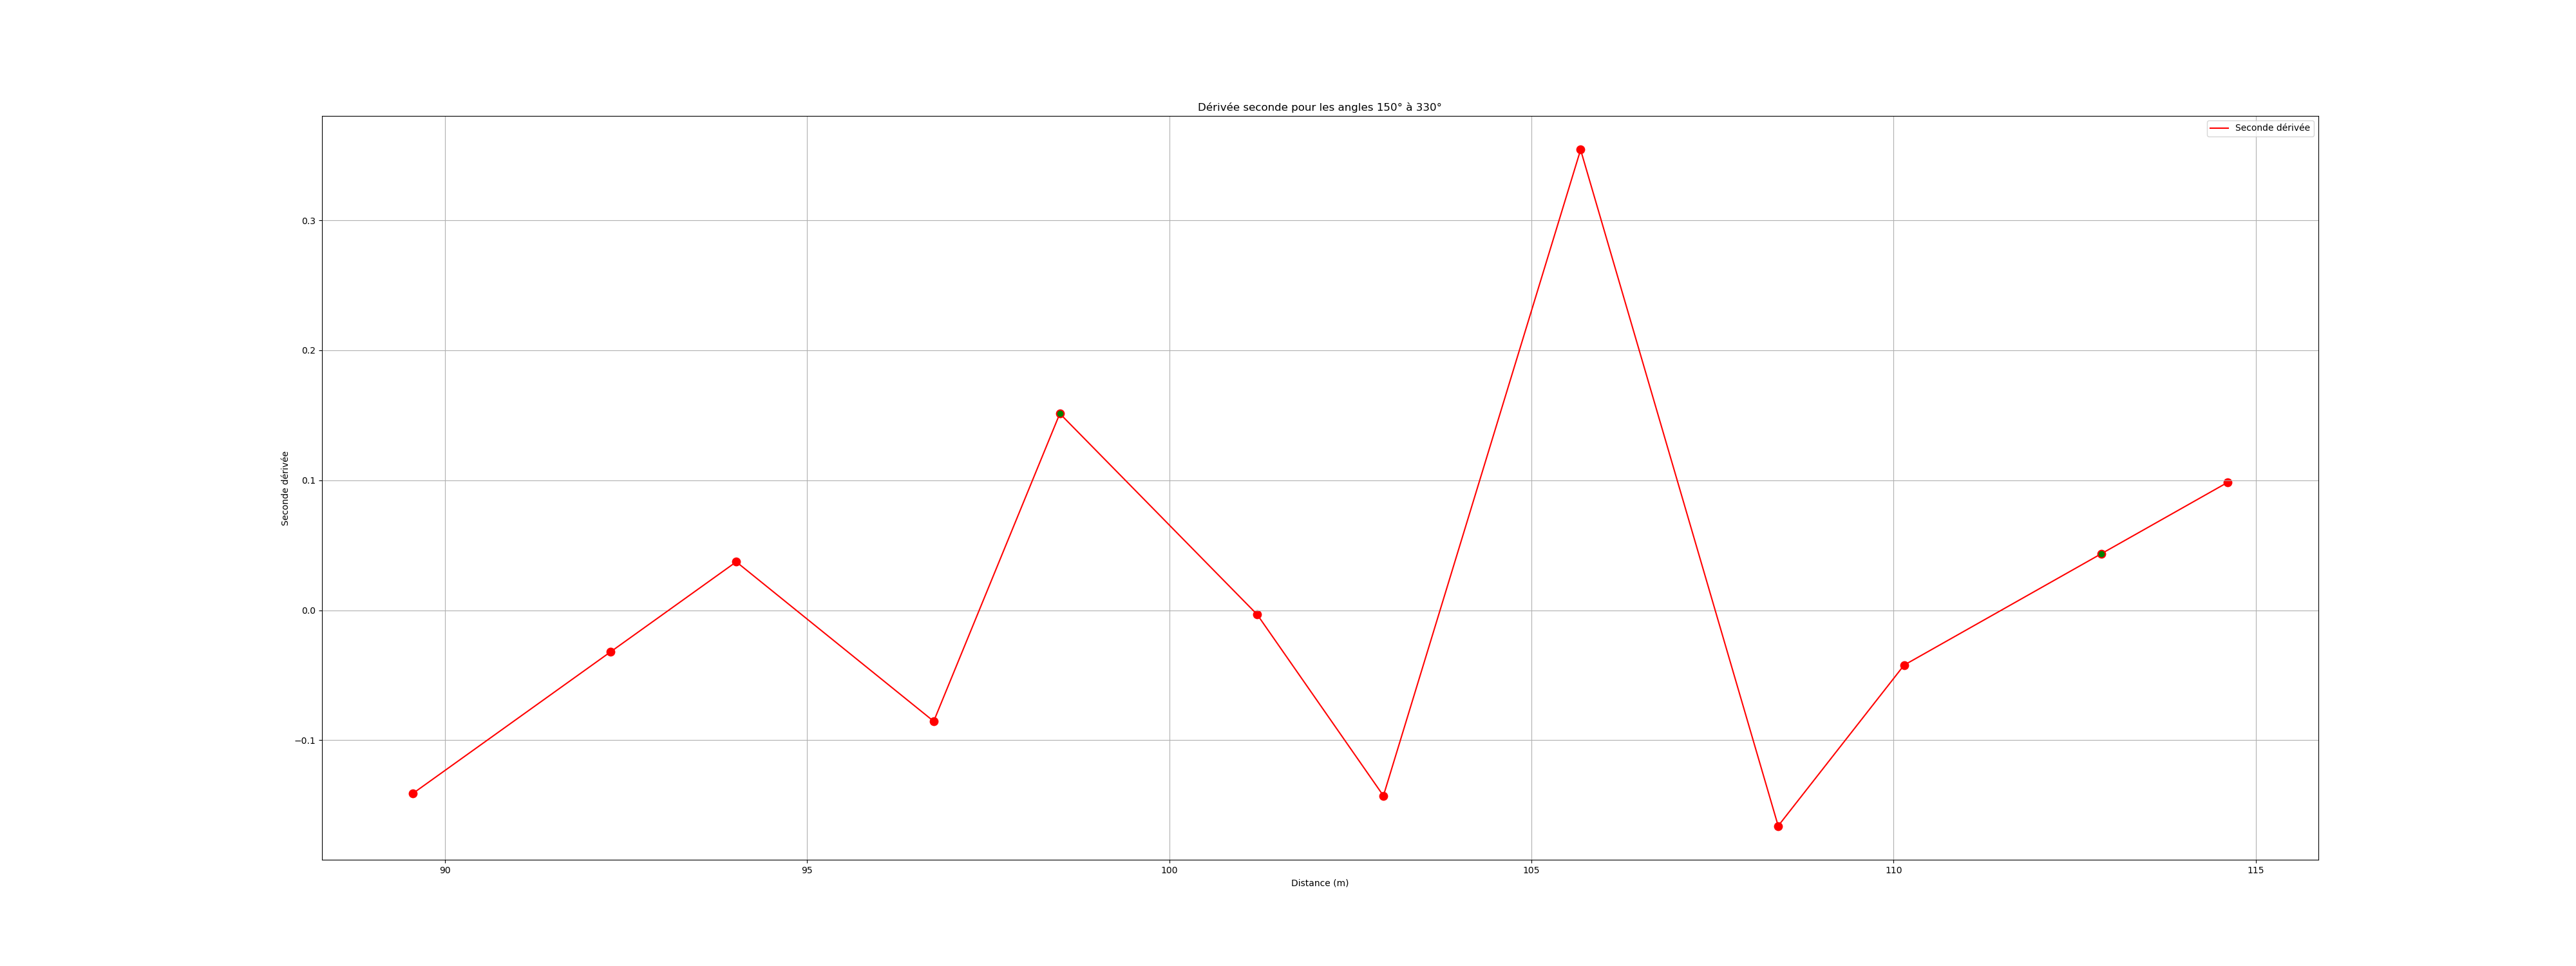 Dérivée seconde pour les angles 150° à 330°
Seconde dérivée
0.3
0.2
0.1
0.0
−0.1
Seconde dérivée
90
95
100
105
110
115
Distance (m)